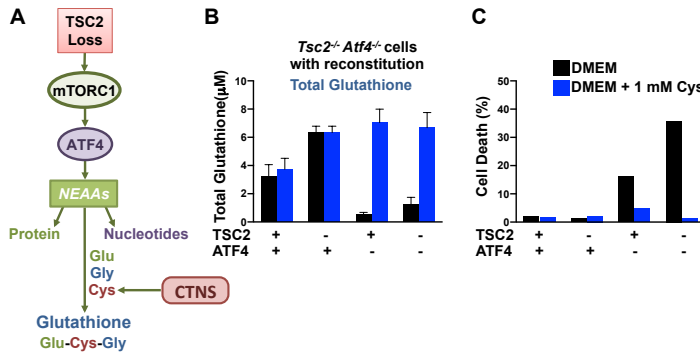 A
TSC2
Loss
mTORC1
ATF4
NEAAs
Protein
Nucleotides
Glu
Gly
Cys
CTNS
Glutathione
Glu-Cys-Gly
B
Tsc2-/- Atf4-/- cells
with reconstitution
Total Glutathione
Total Glutathione(μM)
8
6
4
2
0
TSC2 + - + -
ATF4 + + - -
C
DMEM
DMEM + 1 mM Cys
Cell Death (%)
40
30
20
10
0
TSC2 + - + -
ATF4 + + - -